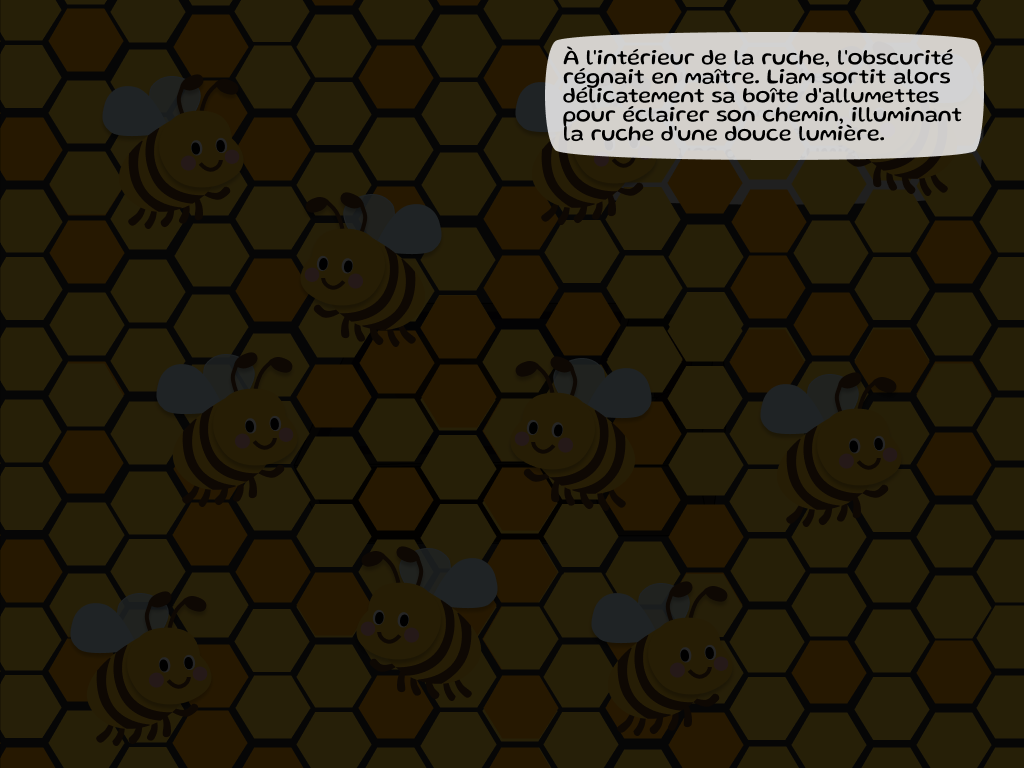 À l'intérieur de la ruche, l'obscurité
régnait en maître. Liam sortit alors
délicatement sa boîte d'allumettes
pour éclairer son chemin, illuminant
la ruche d'une douce lumière.